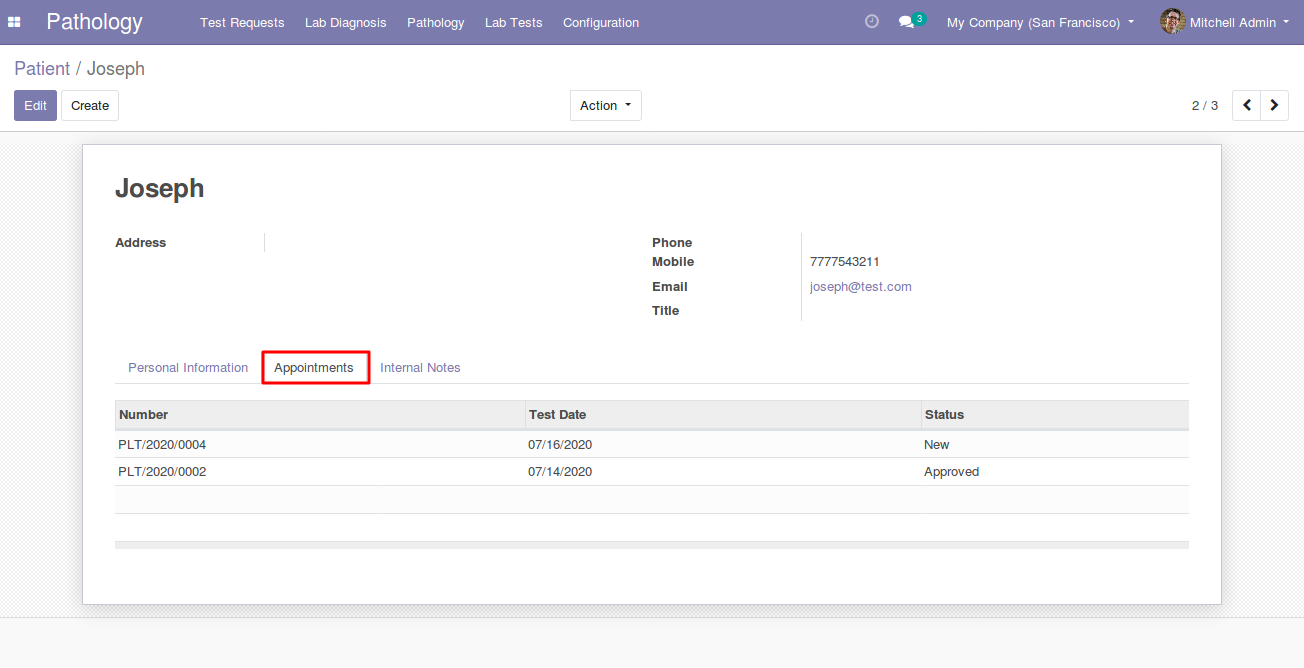 Pathology Test Requests Lab Diagnosis Pathology Lab Tests Configuration 3 My Company (San Francisco) Mitchell Admin
Patient / Joseph
Edit Create Action 2 / 3
Joseph
Address Phone
Mobile 7777543211
Email joseph@test.com
Title
Personal Information Appointments Internal Notes
Number Test Date Status
PLT/2020/0004 07/16/2020 New
PLT/2020/0002 07/14/2020 Approved